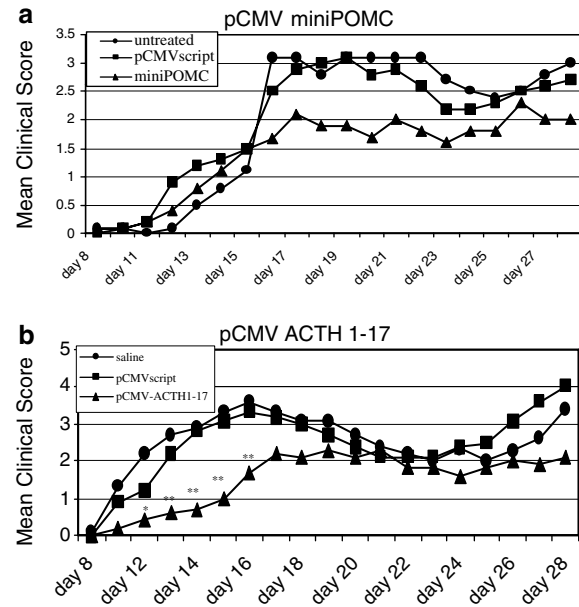 a
pCMV miniPOMC
untreated
pCMVscript
miniPOMC
Mean Clinical Score
3.5
3
2.5
2
1.5
1
0.5
0
day 8
day 11
day 13
day 15
day 17
day 19
day 21
day 23
day 25
day 27
b
pCMV ACTH 1-17
saline
pCMVscript
pCMV-ACTH1-17
Mean Clinical Score
5
4
3
2
1
0
*
**
**
**
**
day 8
day 12
day 14
day 16
day 18
day 20
day 22
day 24
day 26
day 28